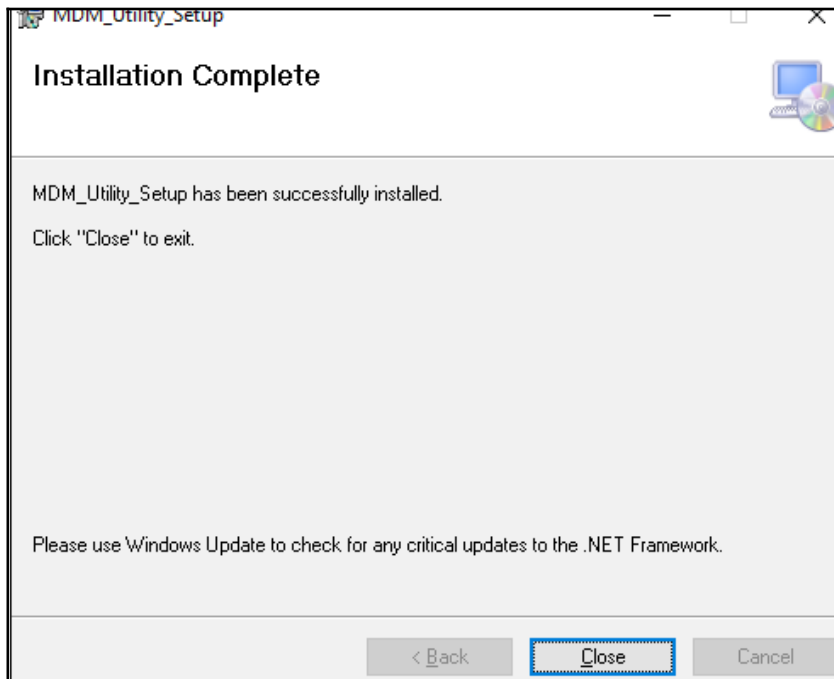 MDM_Utility_Setup
Installation Complete
MDM_Utility_Setup has been successfully installed.
Click "Close" to exit.
Please use Windows Update to check for any critical updates to the .NET Framework.
< Back
Close
Cancel